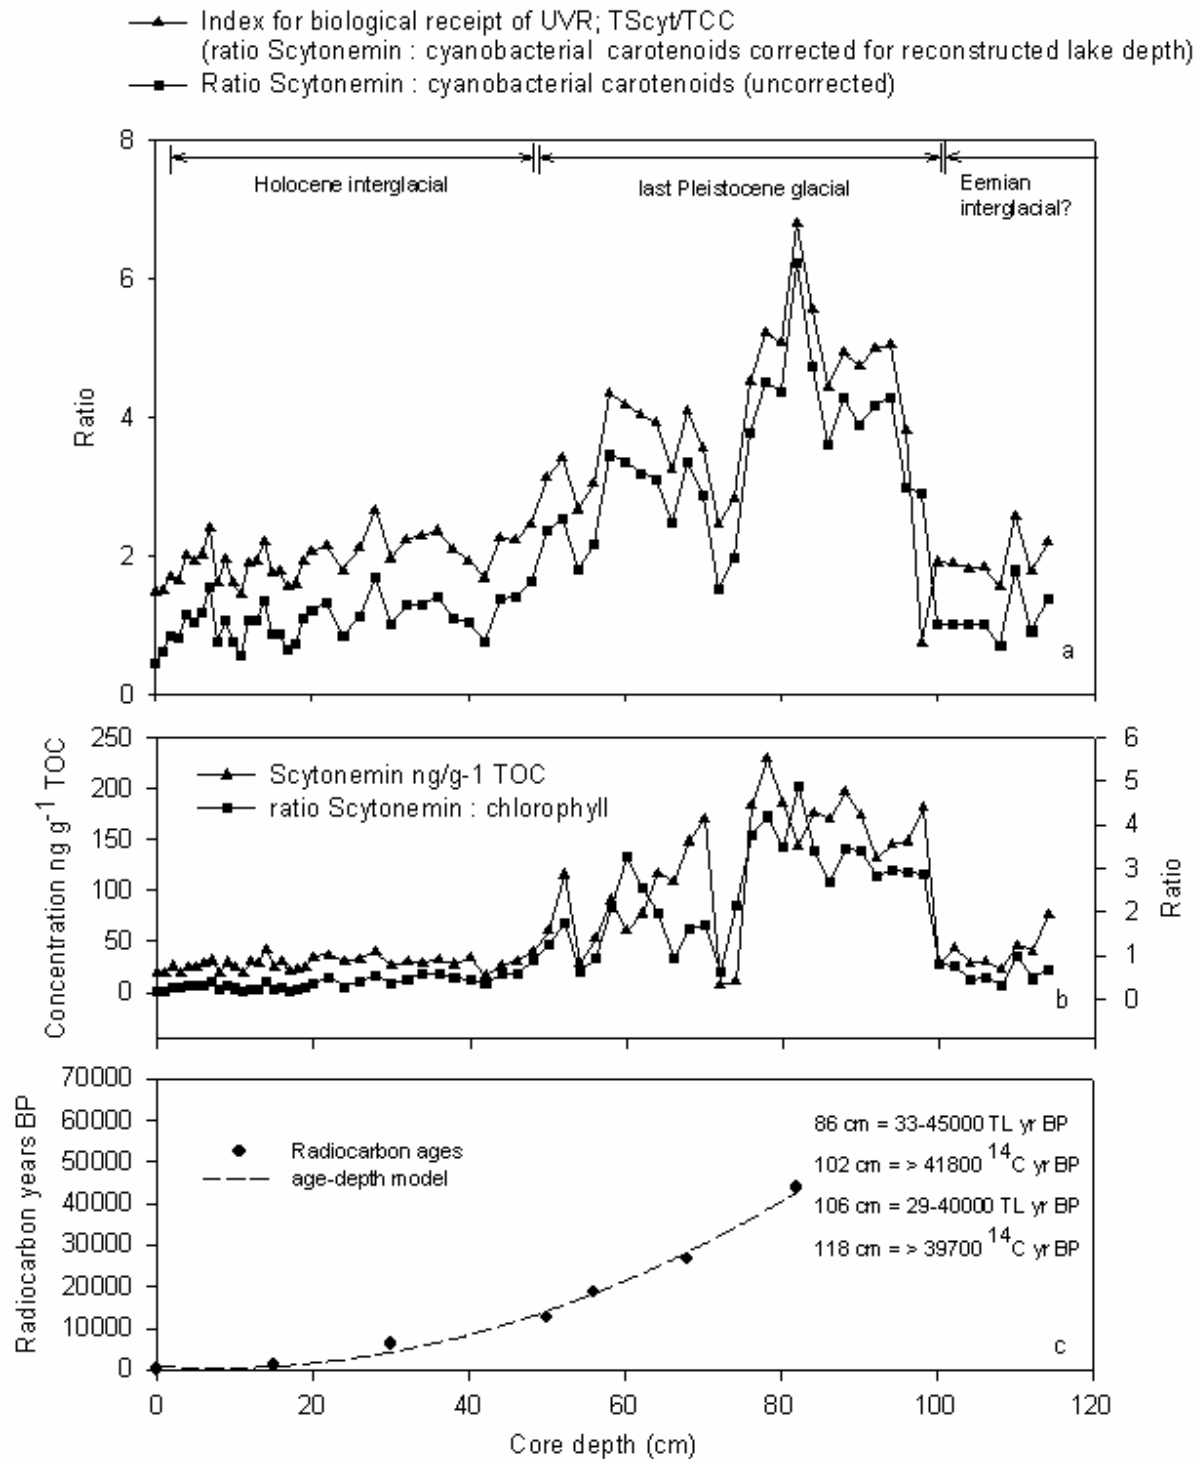 Index for biological receipt of UVR; TScyt/TCC
(ratio Scytonemin : cyanobacterial carotenoids corrected for reconstructed lake depth)
Ratio Scytonemin : cyanobacterial carotenoids (uncorrected)
8
6
4
2
0
Ratio
Holocene interglacial
last Pleistocene glacial
Eemian
interglacial?
a
250
200
150
100
50
0
Concentration ng g-1 TOC
Scytonemin ng/g-1 TOC
ratio Scytonemin : chlorophyll
6
5
4
3
2
1
0
Ratio
b
70000
60000
50000
40000
30000
20000
10000
0
Radiocarbon years BP
Radiocarbon ages
age-depth model
86 cm = 33-45000 TL yr BP
102 cm = > 41800 14C yr BP
106 cm = 29-40000 TL yr BP
118 cm = > 39700 14C yr BP
c
0 20 40 60 80 100 120
Core depth (cm)